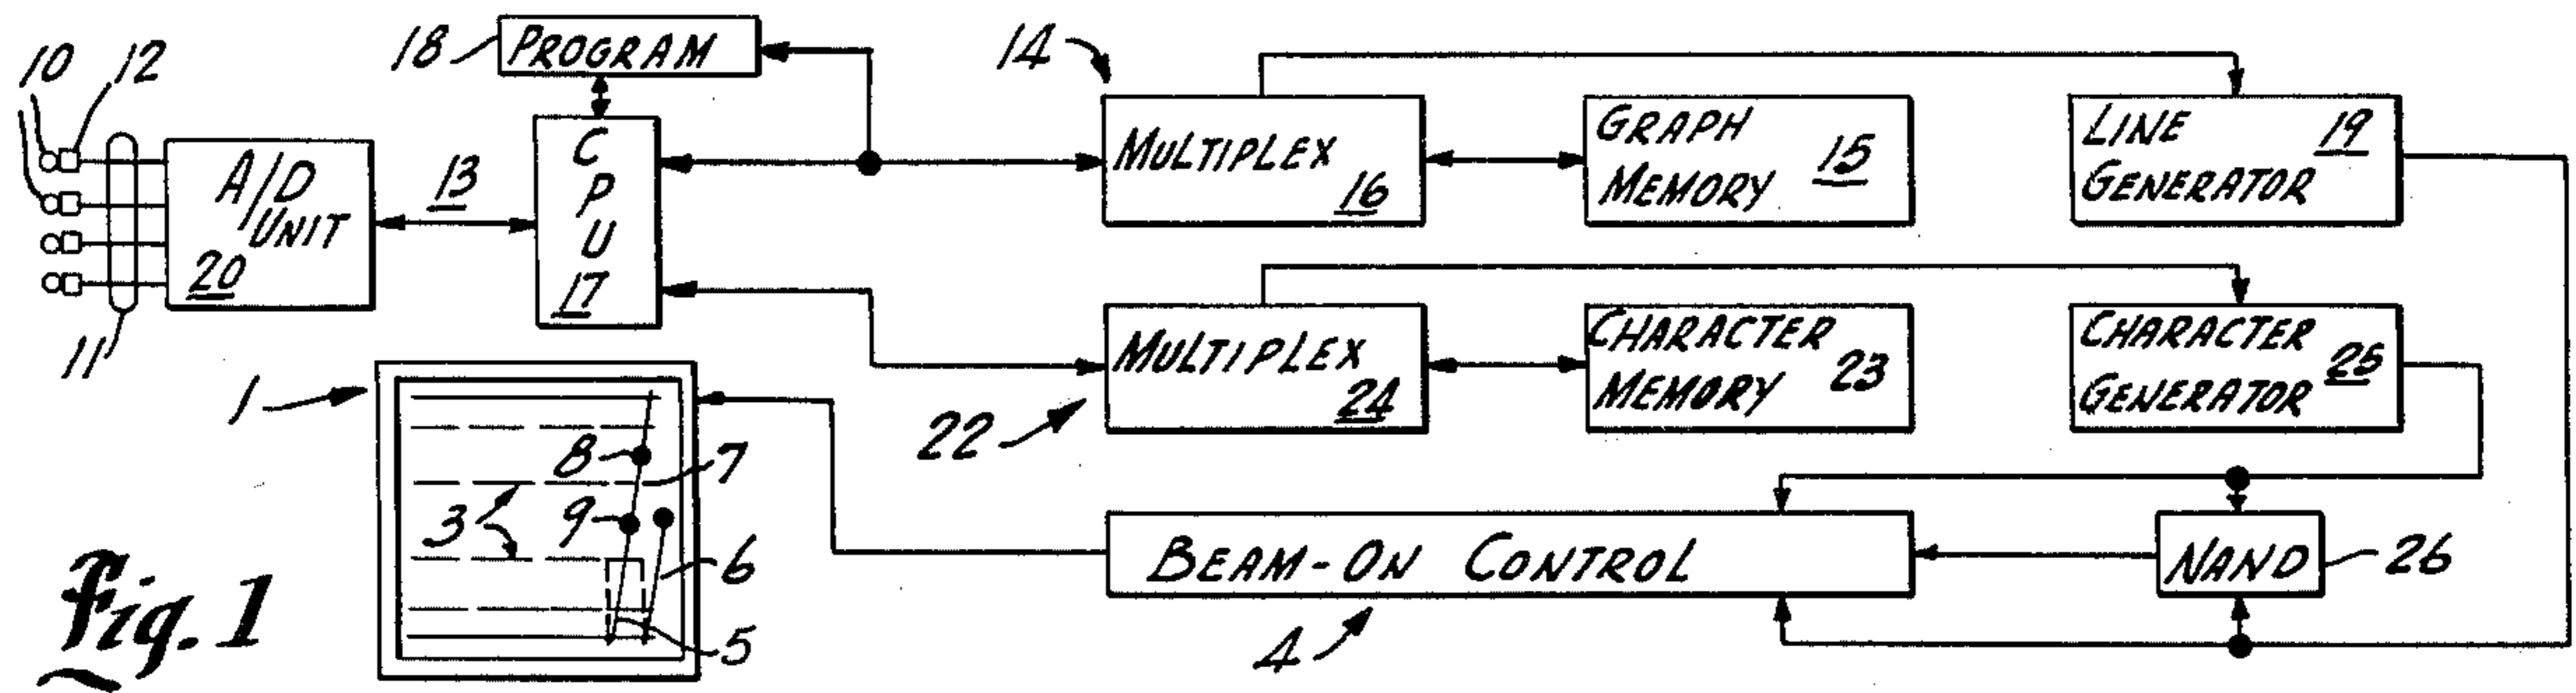 10 12
18 PROGRAM
14
A/D UNIT 20
13
CPU 17
MULTIPLEX 16
GRAPH MEMORY 15
LINE GENERATOR 19
11
1
22
MULTIPLEX 24
CHARACTER MEMORY 23
CHARACTER GENERATOR 25
8 7
3 9
6
5
BEAM-ON CONTROL
4
NAND 26
Fig. 1